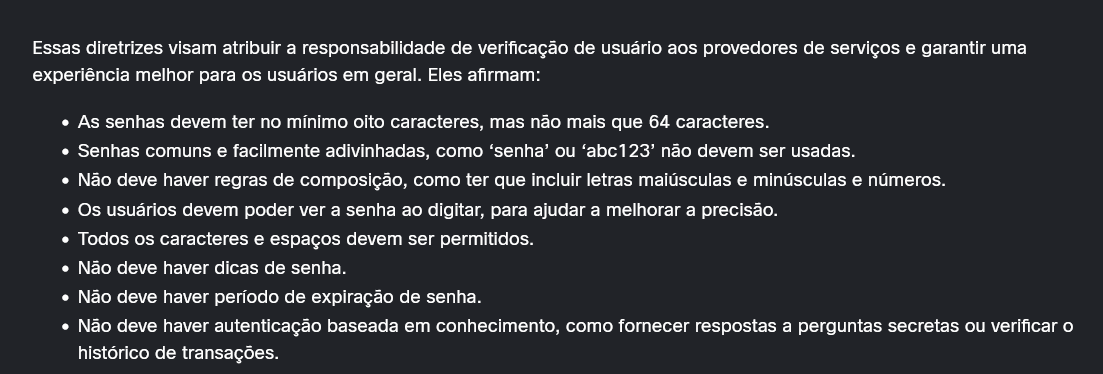 Essas diretrizes visam atribuir a responsabilidade de verificação de usuário aos provedores de serviços e garantir uma
experiência melhor para os usuários em geral. Eles afirmam:
• As senhas devem ter no mínimo oito caracteres, mas não mais que 64 caracteres.
• Senhas comuns e facilmente adivinhadas, como ‘senha’ ou ‘abc123’ não devem ser usadas.
• Não deve haver regras de composição, como ter que incluir letras maiúsculas e minúsculas e números.
• Os usuários devem poder ver a senha ao digitar, para ajudar a melhorar a precisão.
• Todos os caracteres e espaços devem ser permitidos.
• Não deve haver dicas de senha.
• Não deve haver período de expiração de senha.
• Não deve haver autenticação baseada em conhecimento, como fornecer respostas a perguntas secretas ou verificar o
histórico de transações.